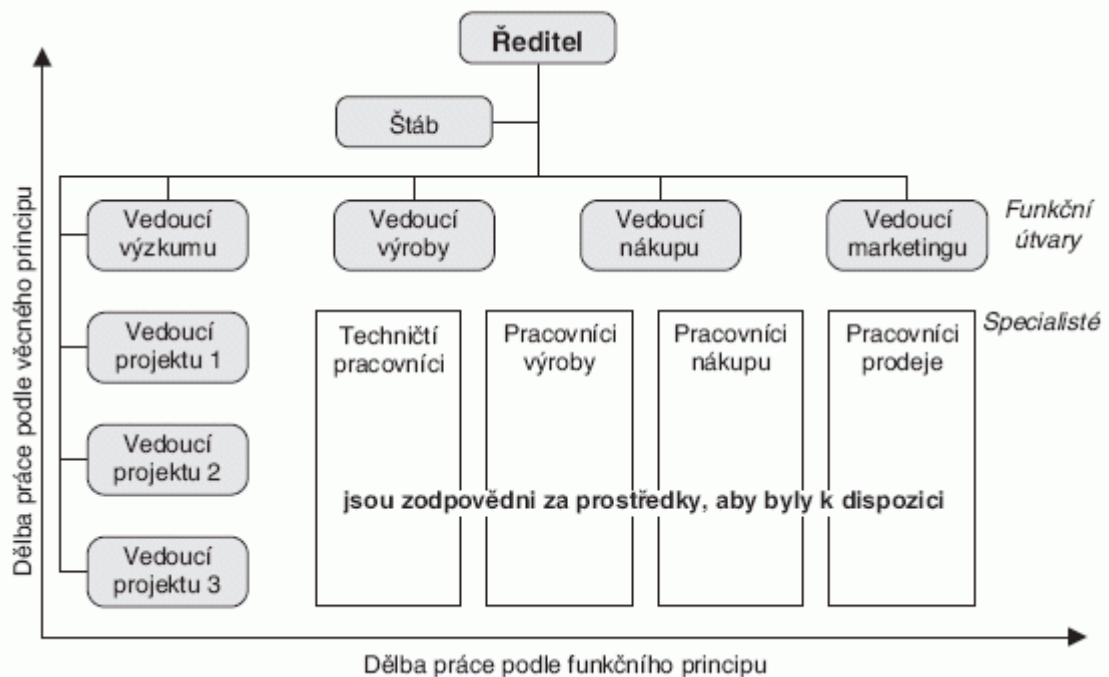 Ředitel
Štáb
Vedoucí
výzkumu
Vedoucí
výroby
Vedoucí
nákupu
Vedoucí
marketingu
Funkční
útvary
Vedoucí
projektu 1
Techničtí
pracovníci
Pracovníci
výroby
Pracovníci
nákupu
Pracovníci
prodeje
Specialisté
Vedoucí
projektu 2
jsou zodpovědni za prostředky, aby byly k dispozici
Vedoucí
projektu 3
Dělba práce podle věcného principu
Dělba práce podle funkčního principu